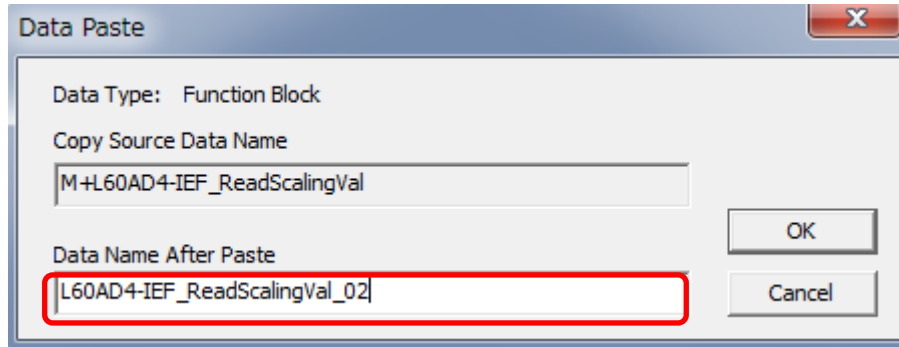 Data Paste
Data Type: Function Block
Copy Source Data Name
M+L60AD4-IEF_ReadScalingVal
OK
Data Name After Paste
L60AD4-IEF_ReadScalingVal_02
Cancel